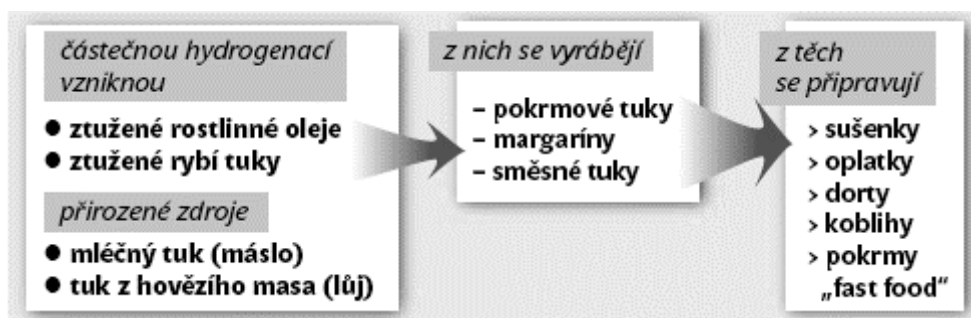 částečnou hydrogenací
vzniknou
● ztužené rostlinné oleje
● ztužené rybí tuky
přirozené zdroje
● mléčný tuk (máslo)
● tuk z hovězího masa (lůj)
z nich se vyrábějí
– pokrmové tuky
– margaríny
– směsné tuky
z těch
se připravují
› sušenky
› oplatky
› dorty
› koblihy
› pokrmy
„fast food“